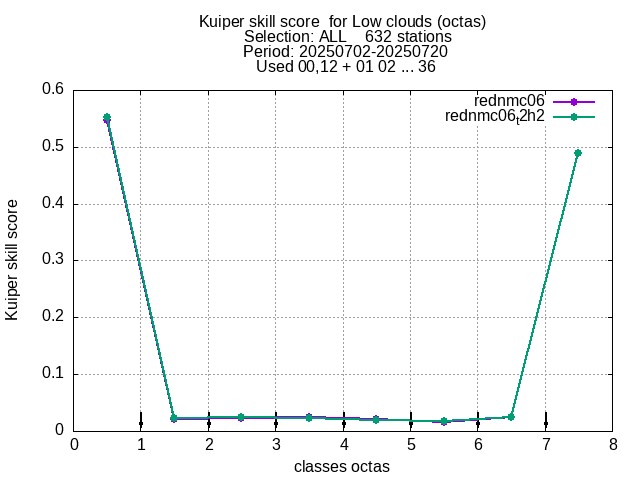 Kuiper skill score  for Low clouds (octas)
Selection: ALL    632 stations
Period: 20250702-20250720
Used 00,12 + 01 02 ... 36
rednmc06
rednmc06t2h2
0.6
0.5
0.4
0.3
0.2
0.1
0
Kuiper skill score
0 1 2 3 4 5 6 7 8
classes octas